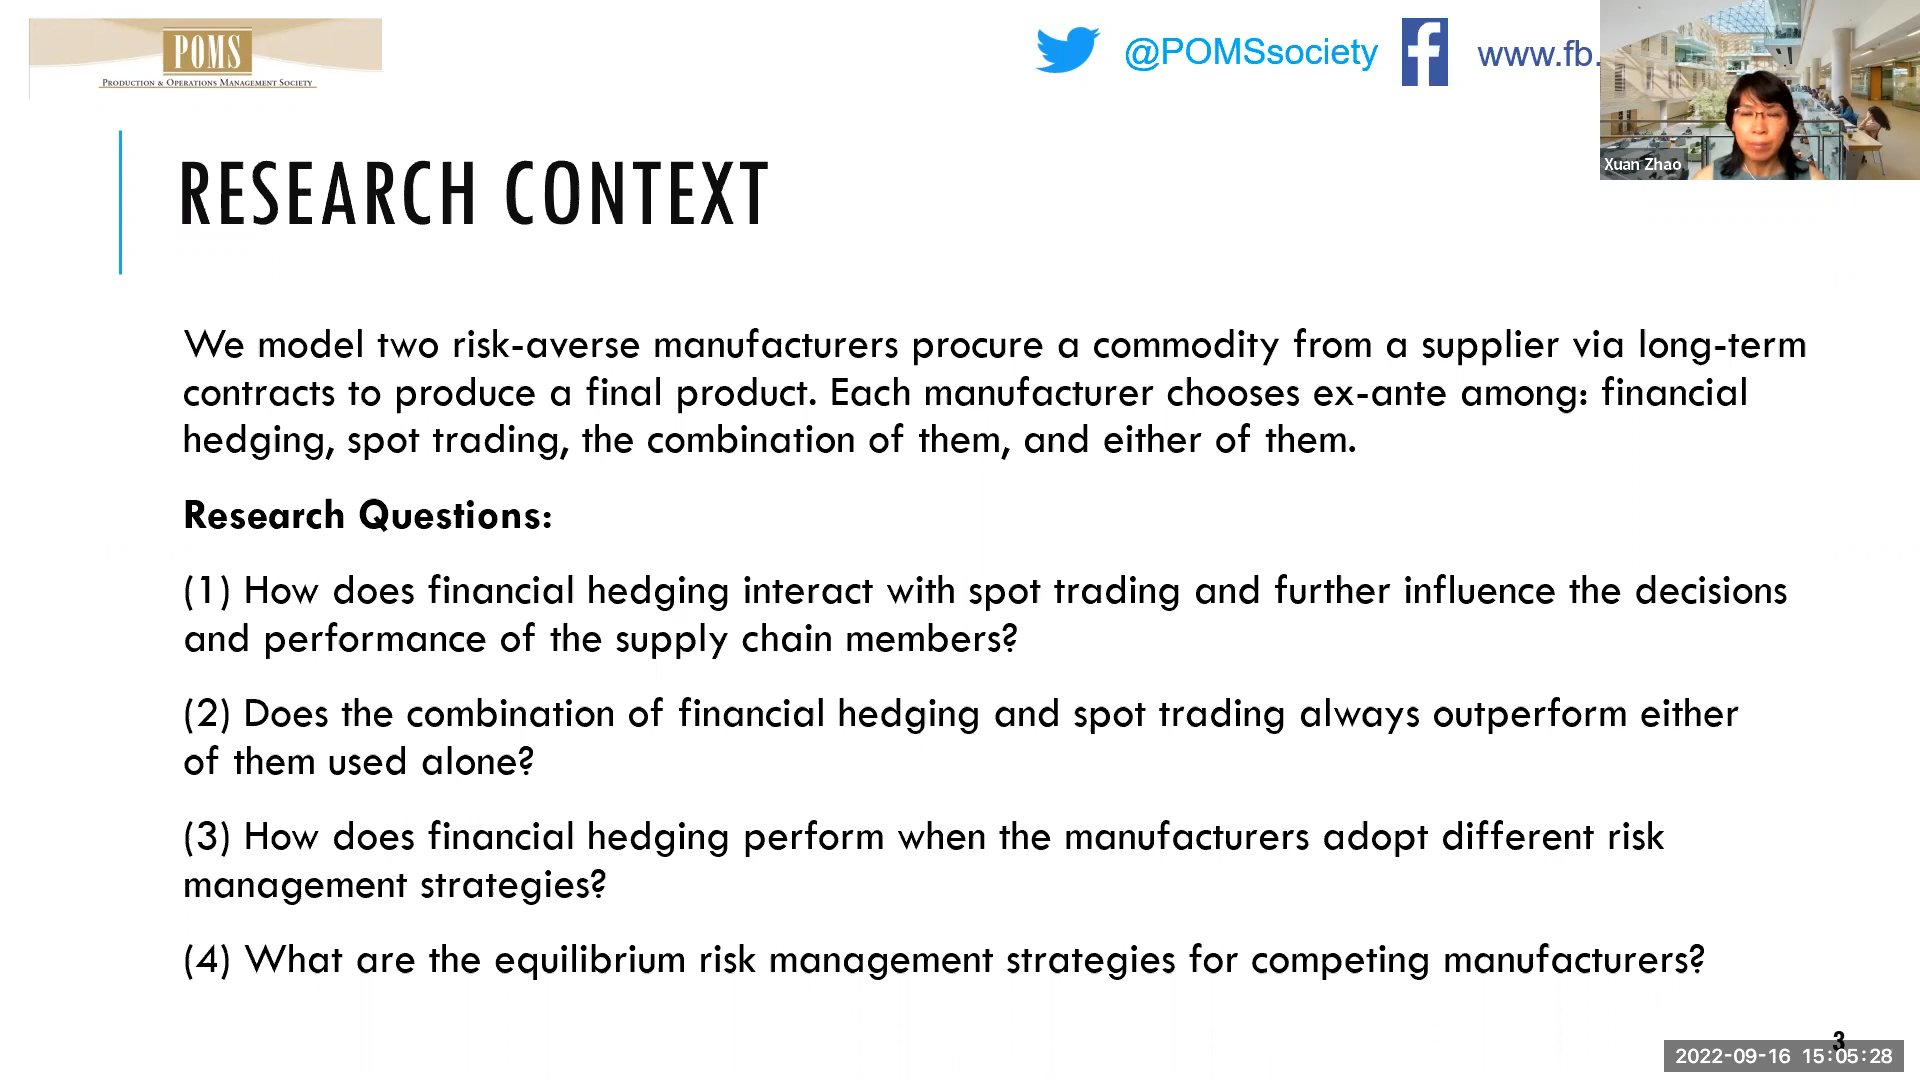 POMS
PRODUCTION & OPERATIONS MANAGEMENT SOCIETY
@POMSsociety
www.fb.
Xuan Zhao
RESEARCH CONTEXT
We model two risk-averse manufacturers procure a commodity from a supplier via long-term
contracts to produce a final product. Each manufacturer chooses ex-ante among: financial
hedging, spot trading, the combination of them, and either of them.
Research Questions:
(1) How does financial hedging interact with spot trading and further influence the decisions
and performance of the supply chain members?
(2) Does the combination of financial hedging and spot trading always outperform either
of them used alone?
(3) How does financial hedging perform when the manufacturers adopt different risk
management strategies?
(4) What are the equilibrium risk management strategies for competing manufacturers?
3
2022-09-16 15:05:28